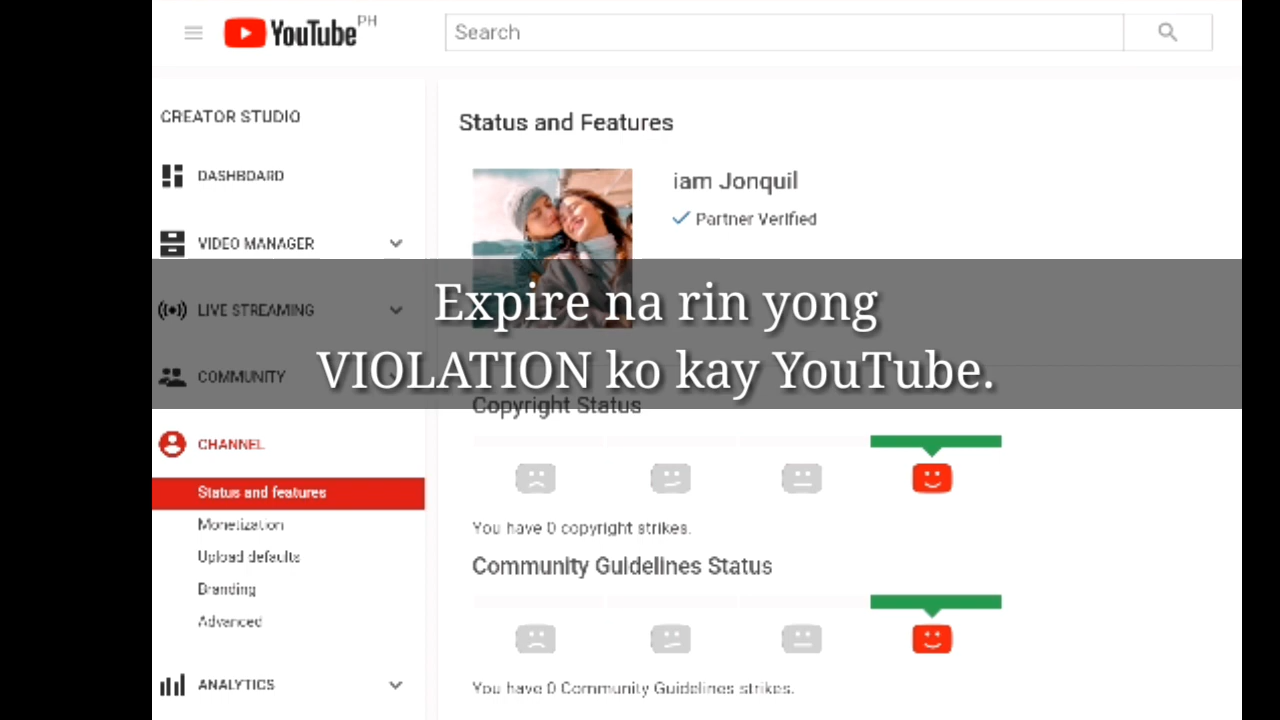 YouTube PH
Search
CREATOR STUDIO
Status and Features
DASHBOARD
iam Jonquil
Partner Verified
VIDEO MANAGER
LIVE STREAMING
Expire na rin yong
VIOLATION ko kay YouTube.
COMMUNITY
Copyright Status
CHANNEL
Status and features
Monetization
Upload defaults
Branding
Advanced
You have 0 copyright strikes.
Community Guidelines Status
ANALYTICS
You have 0 Community Guidelines strikes.